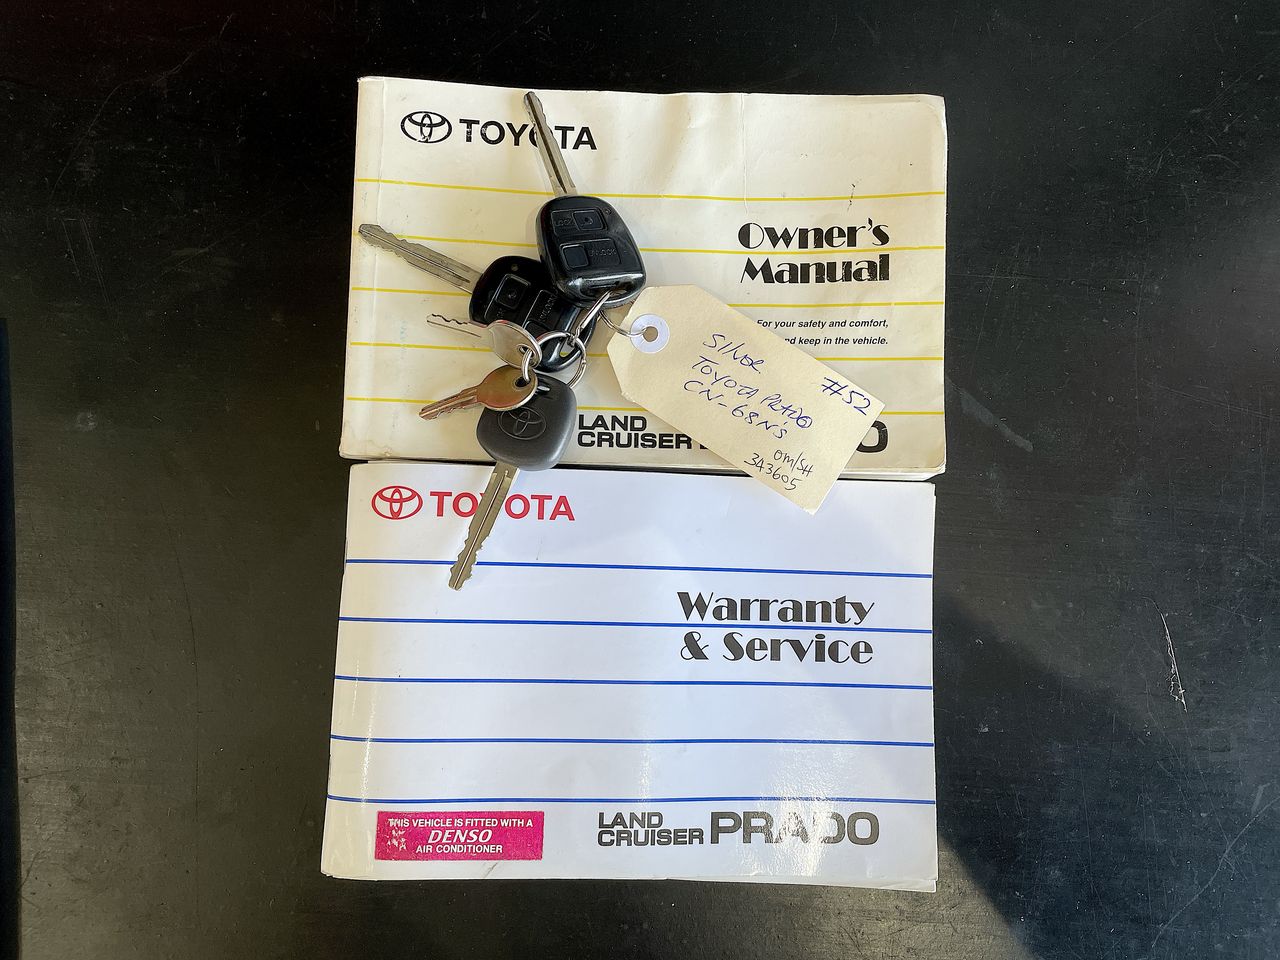 TOYOTA
Owner's
Manual
For your safety and comfort,
and keep in the vehicle.
LAND
CRUISER
LOCK
UNLOCK
SILVER
TOYOTA PRADO
CN-68NS
#52
OM/SH
343605
TOYOTA
Warranty
& Service
THIS VEHICLE IS FITTED WITH A
DENSO
AIR CONDITIONER
LAND
CRUISER PRADO